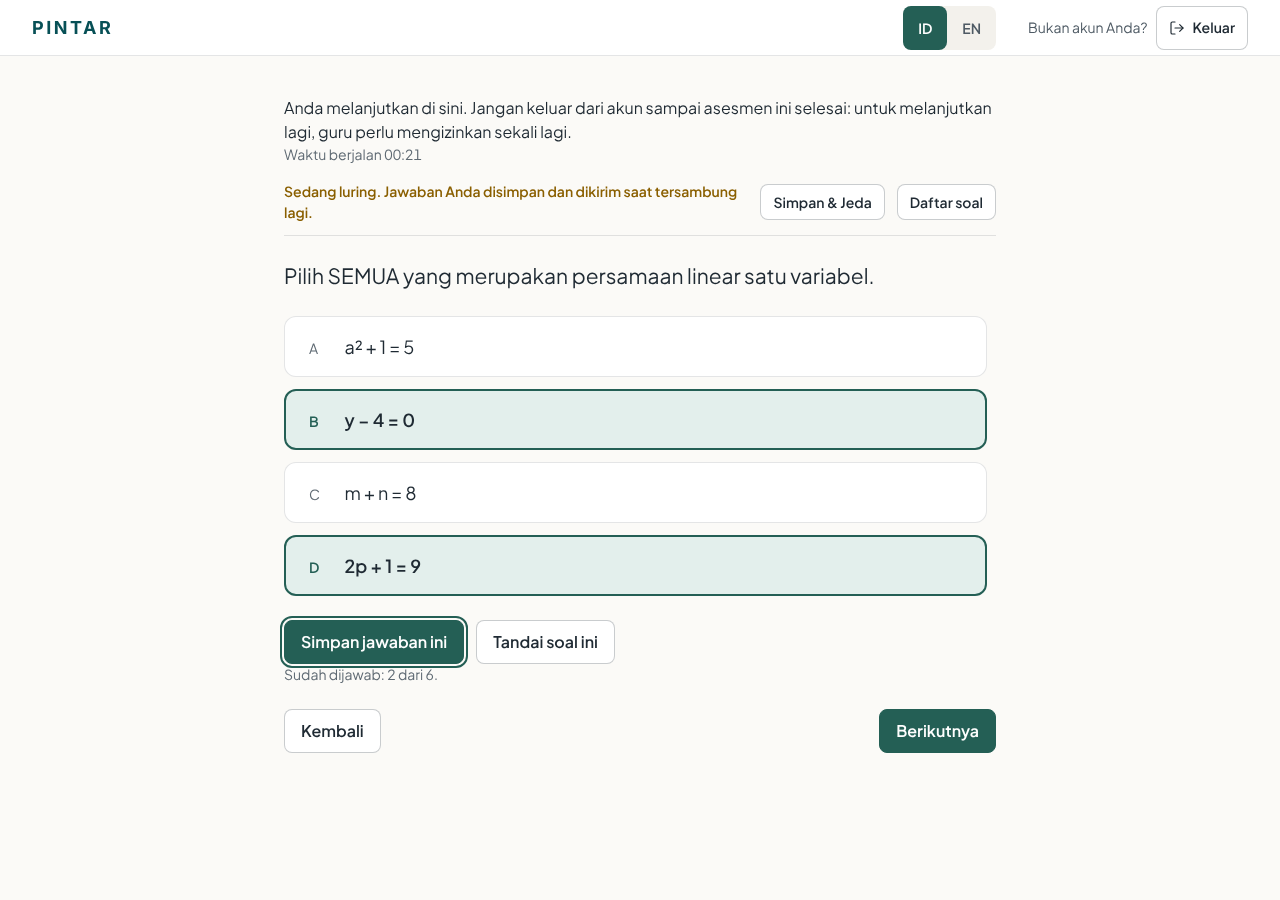 PINTAR
ID EN
Bukan akun Anda?
Keluar
Anda melanjutkan di sini. Jangan keluar dari akun sampai asesmen ini selesai: untuk melanjutkan
lagi, guru perlu mengizinkan sekali lagi.
Waktu berjalan 00:21
Sedang luring. Jawaban Anda disimpan dan dikirim saat tersambung
lagi.
Simpan & Jeda
Daftar soal
Pilih SEMUA yang merupakan persamaan linear satu variabel.
A a² + 1 = 5
B y – 4 = 0
C m + n = 8
D 2p + 1 = 9
Simpan jawaban ini
Tandai soal ini
Sudah dijawab: 2 dari 6.
Kembali
Berikutnya